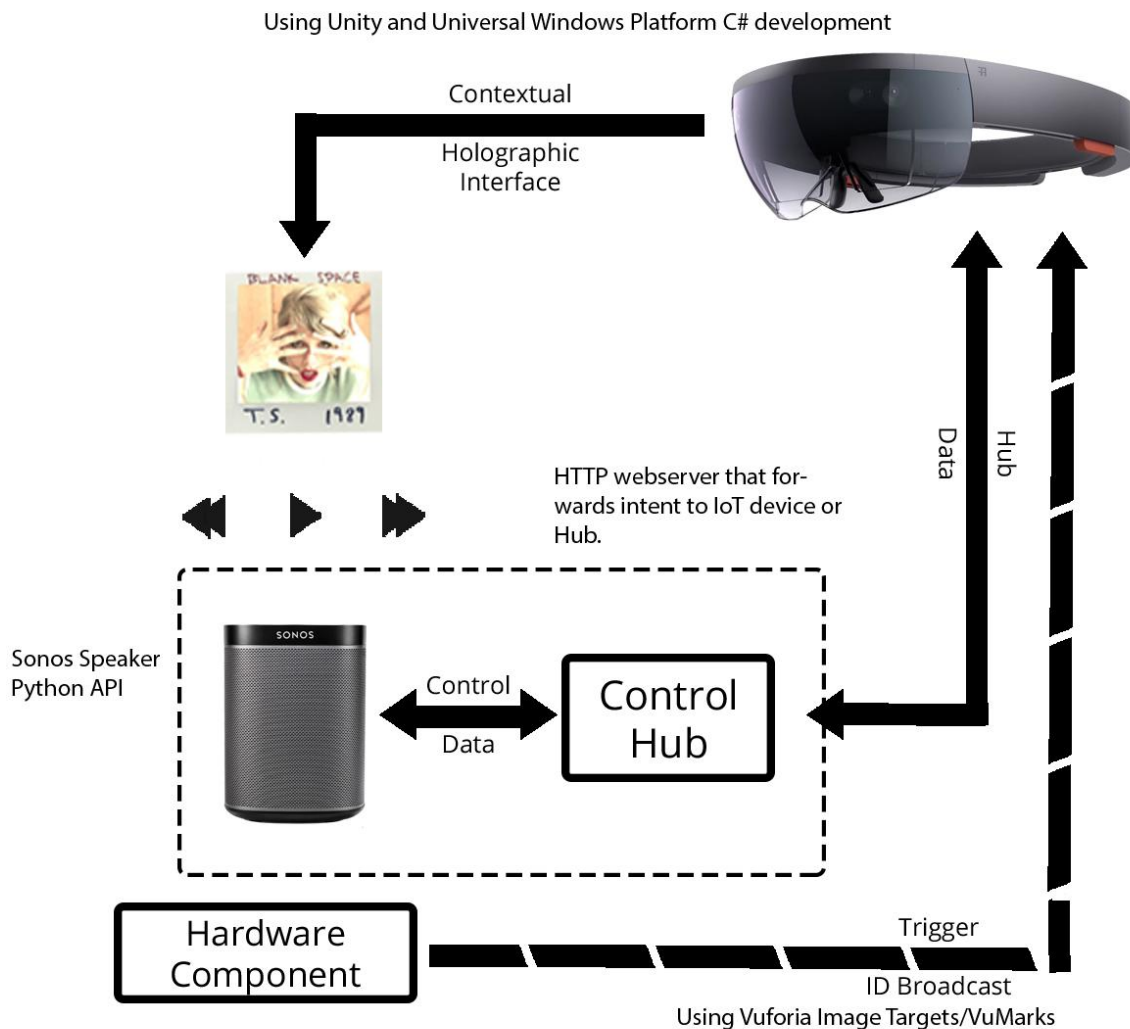 Using Unity and Universal Windows Platform C# development
Contextual
Holographic
Interface
BLANK SPACE
T.S. 1989
Data
Hub
HTTP webserver that for-
wards intent to IoT device or
Hub.
SONOS
Sonos Speaker
Python API
Control
Data
Control
Hub
Hardware
Component
Trigger
ID Broadcast
Using Vuforia Image Targets/VuMarks